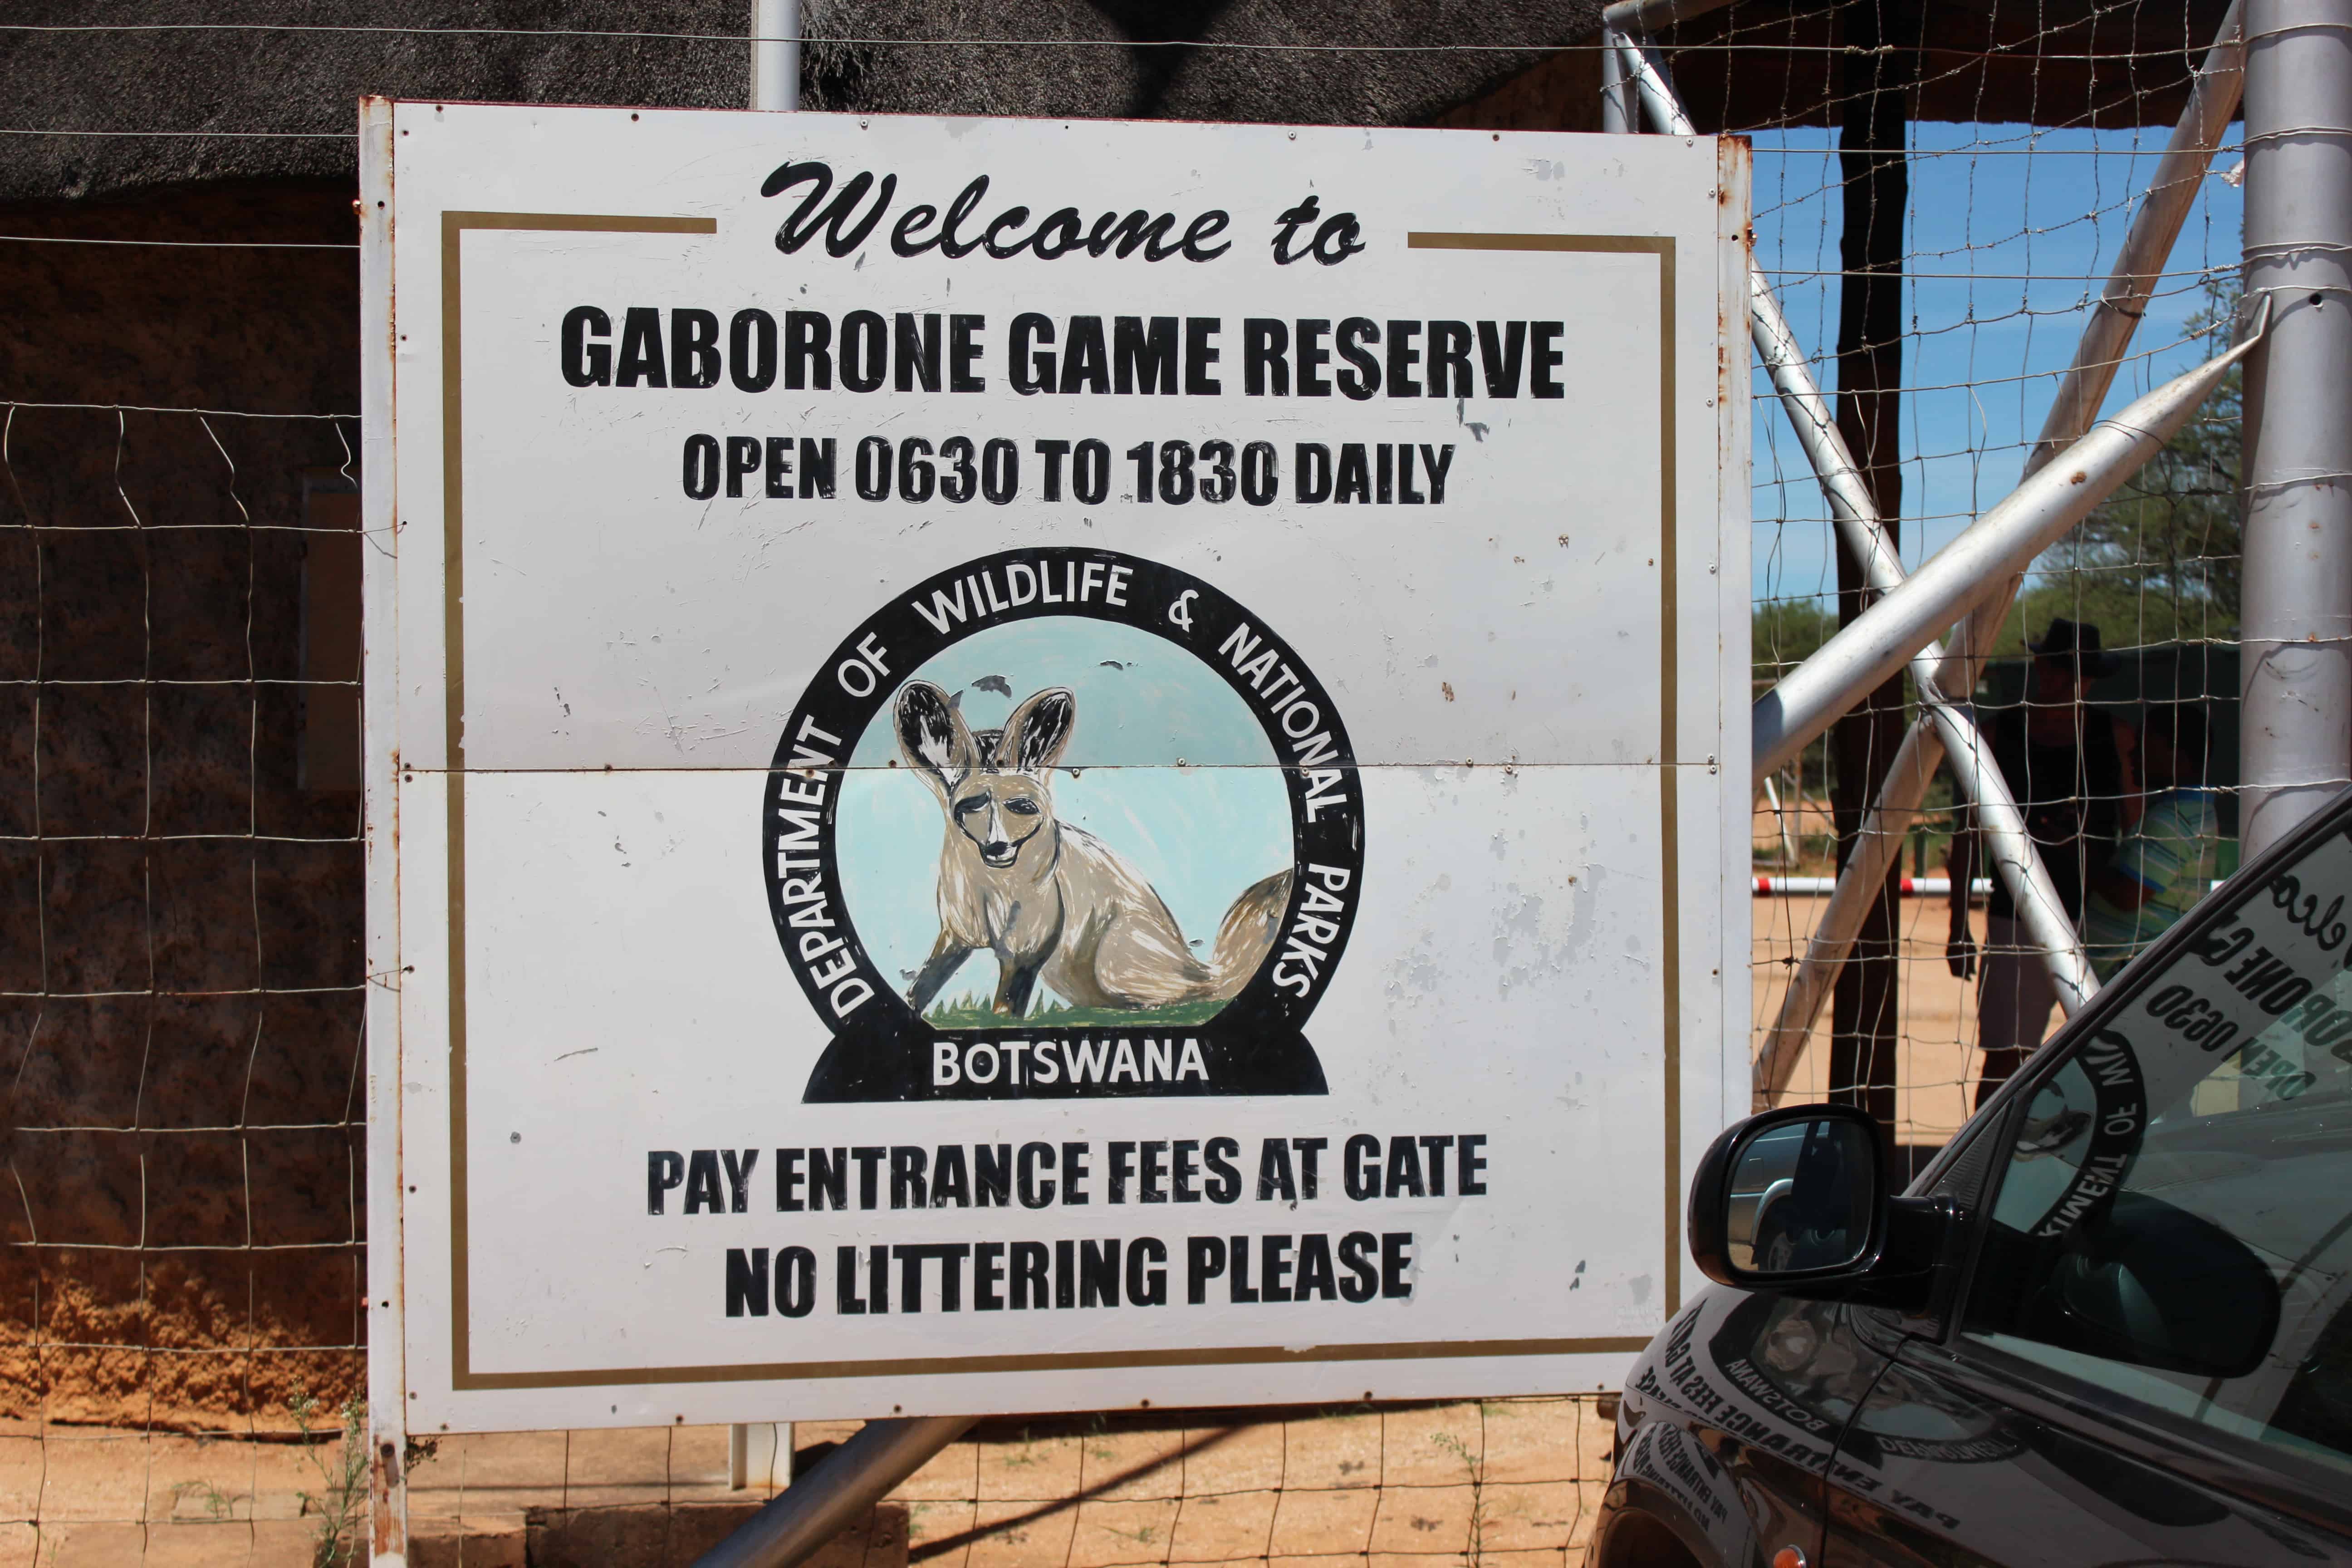 Welcome to
GABORONE GAME RESERVE
OPEN 0630 TO 1830 DAILY
DEPARTMENT OF WILDLIFE & NATIONAL PARKS
BOTSWANA
PAY ENTRANCE FEES AT GATE
NO LITTERING PLEASE